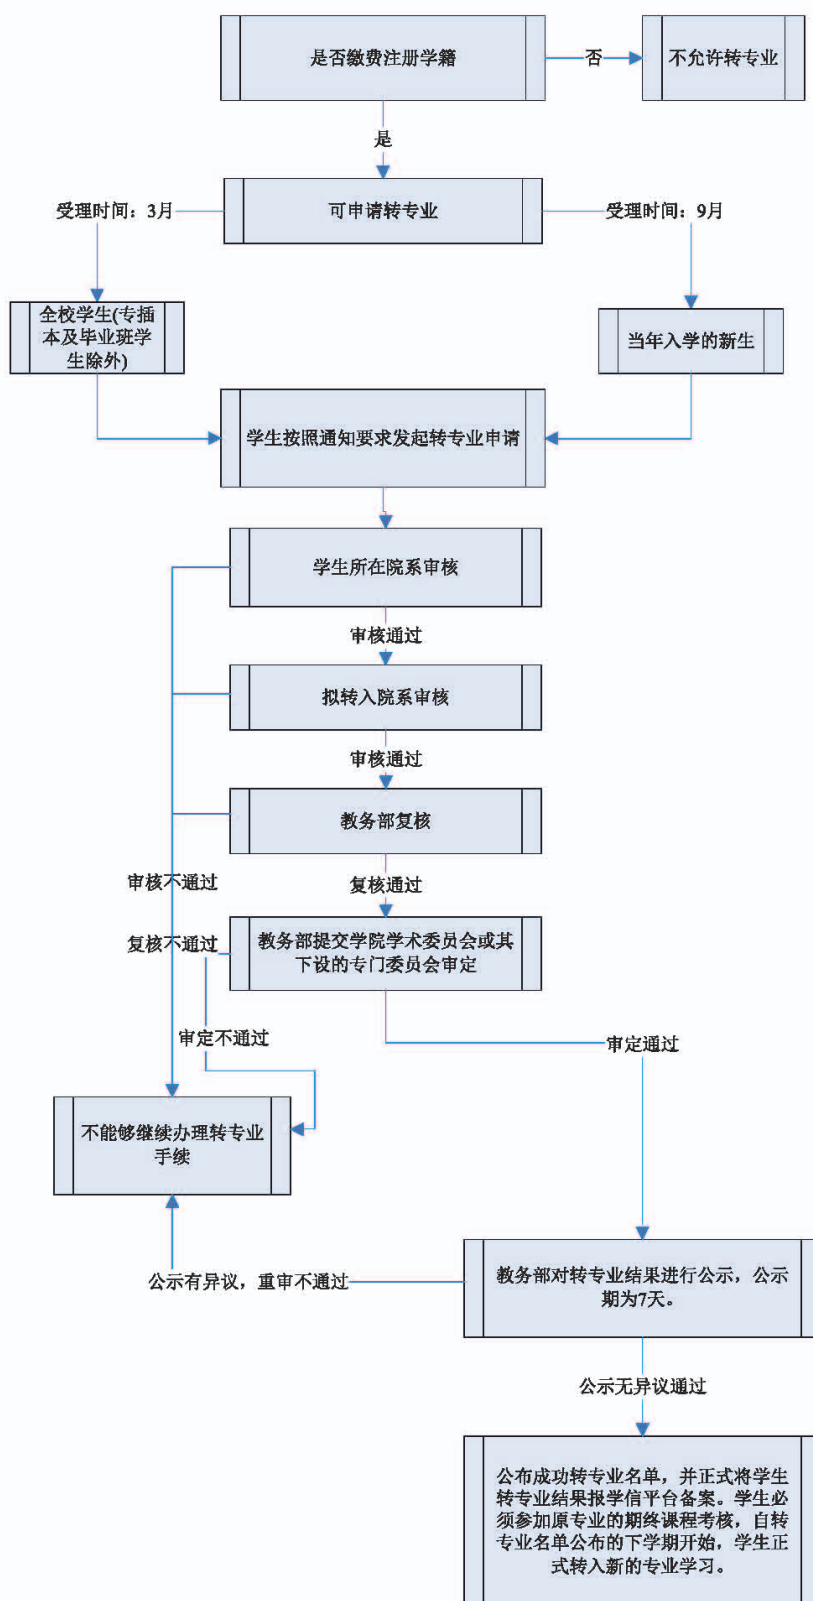 是否缴费注册学籍
否
不允许转专业
是
可申请转专业
受理时间：3月
受理时间：9月
全校学生(专插
本及毕业班学
生除外)
当年入学的新生
学生按照通知要求发起转专业申请
学生所在院系审核
审核通过
拟转入院系审核
审核通过
教务部复核
审核不通过
复核通过
复核不通过
教务部提交学院学术委员会或其
下设的专门委员会审定
审定不通过
审定通过
不能够继续办理转专业
手续
教务部对转专业结果进行公示，公示
期为7天。
公示有异议，重审不通过
公示无异议通过
公布成功转专业名单，并正式将学生
转专业结果报学信平台备案。学生必
须参加原专业的期终课程考核，自转
专业名单公布的下学期开始，学生正
式转入新的专业学习。